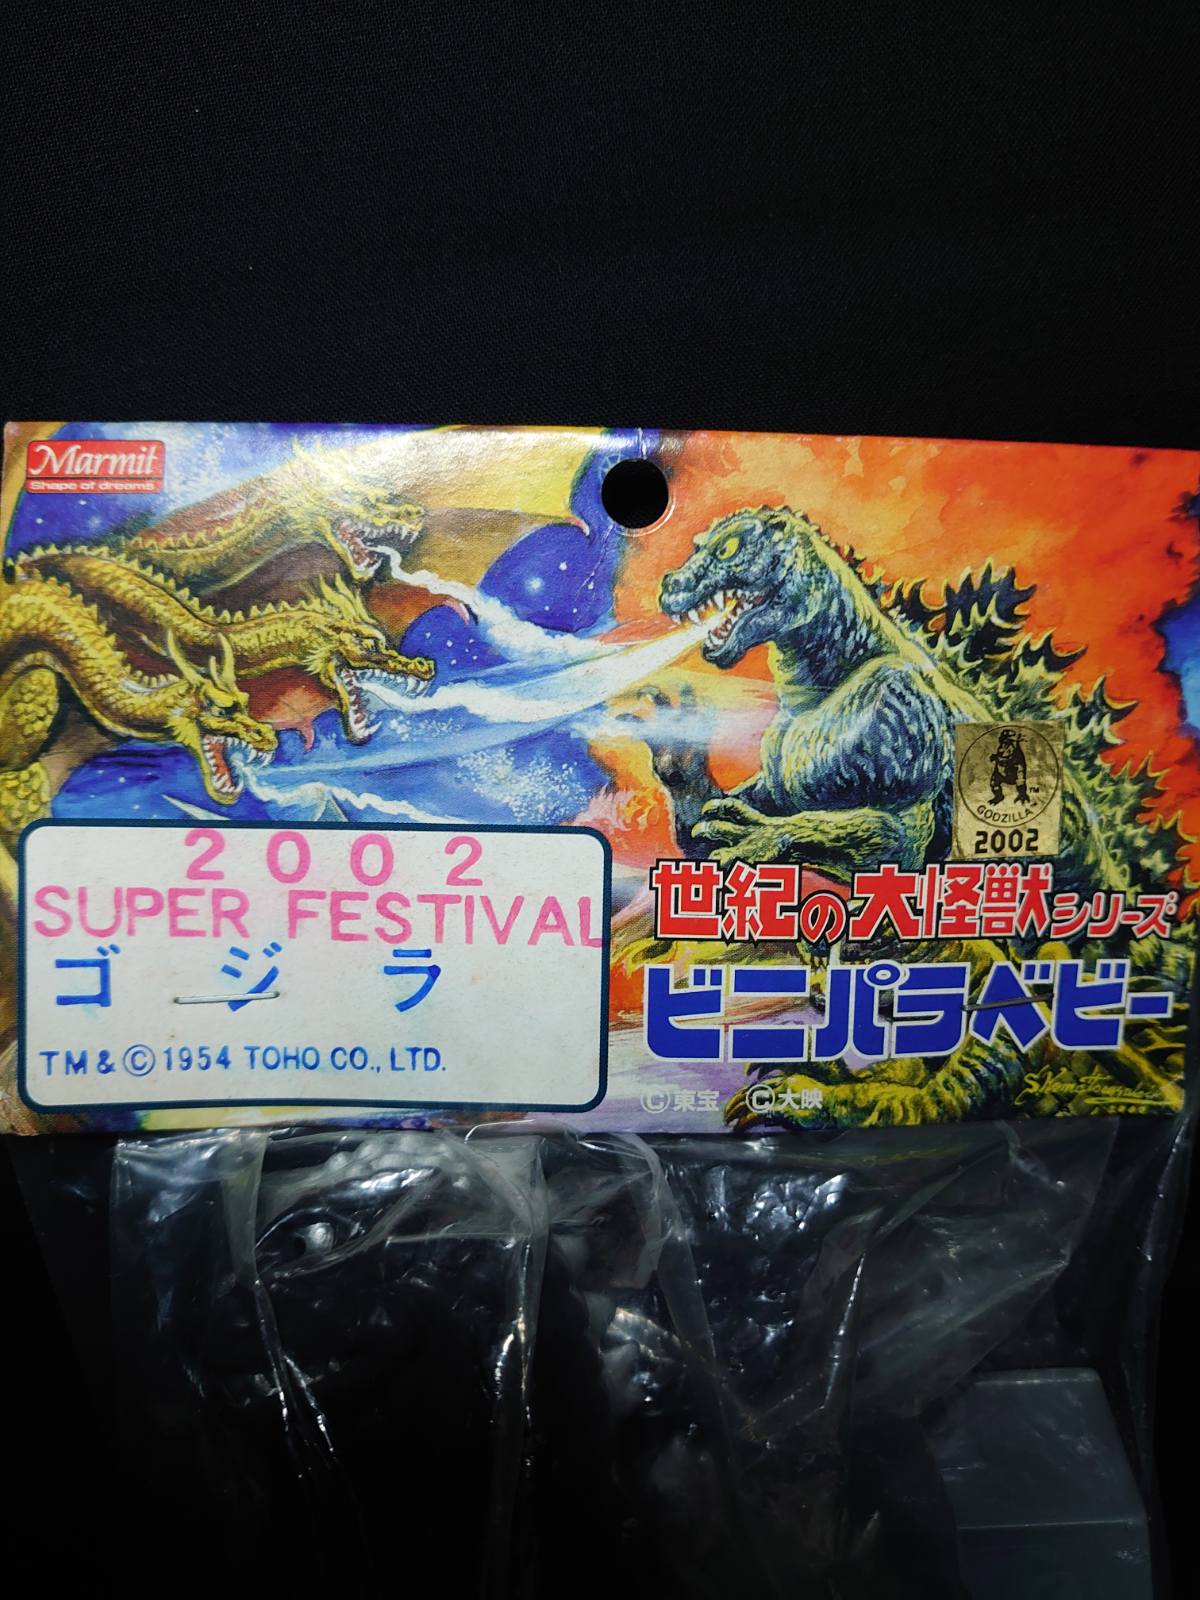 Marmit
Shape of dreams
GODZILLA
TM
2002
2002
SUPER FESTIVAL
ゴジラ
TM & © 1954 TOHO CO., LTD.
世紀の大怪獣シリーズ
ビニパラベビー
©東宝 ©大映